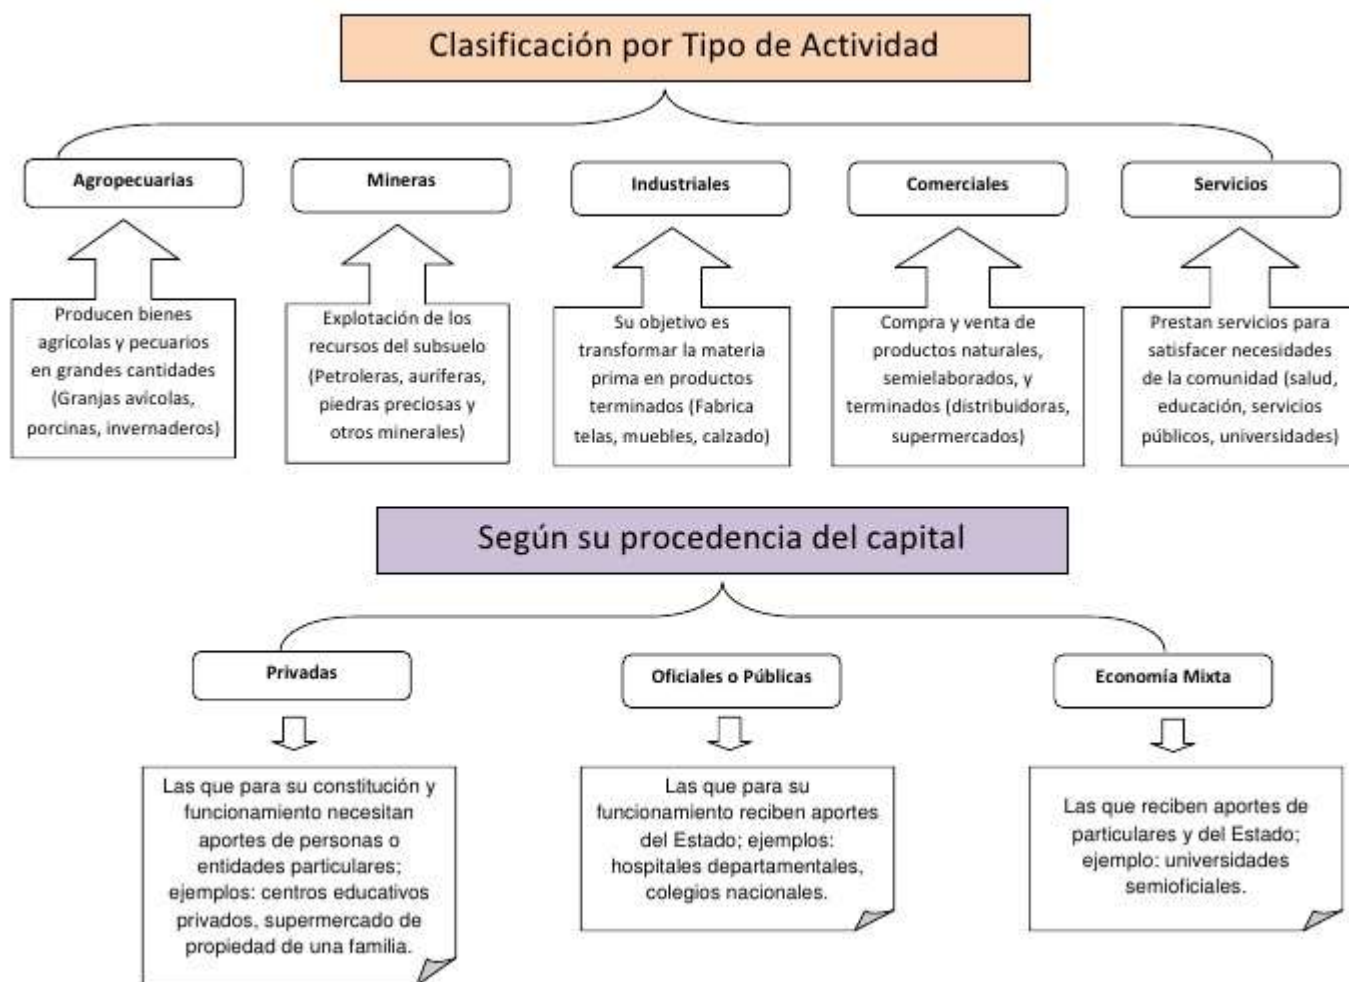 Clasificación por Tipo de Actividad
Agropecuarias
Mineras
Industriales
Comerciales
Servicios
Producen bienes
agrícolas y pecuarios
en grandes cantidades
(Granjas avícolas,
porcinas, invernaderos)
Explotación de los
recursos del subsuelo
(Petroleras, auríferas,
piedras preciosas y
otros minerales)
Su objetivo es
transformar la materia
prima en productos
terminados (Fabrica
telas, muebles, calzado)
Compra y venta de
productos naturales,
semielaborados, y
terminados (distribuidoras,
supermercados)
Prestan servicios para
satisfacer necesidades
de la comunidad (salud,
educación, servicios
públicos, universidades)
Según su procedencia del capital
Privadas
Oficiales o Públicas
Economía Mixta
Las que para su constitución y
funcionamiento necesitan
aportes de personas o
entidades particulares;
ejemplos: centros educativos
privados, supermercado de
propiedad de una familia.
Las que para su
funcionamiento reciben aportes
del Estado; ejemplos:
hospitales departamentales,
colegios nacionales.
Las que reciben aportes de
particulares y del Estado;
ejemplo: universidades
semioficiales.